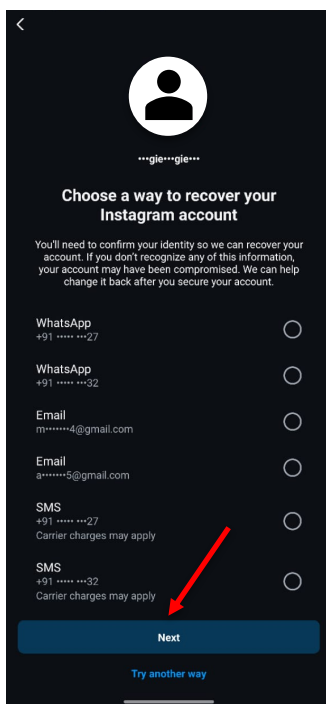 •••gie•••gie•••
Choose a way to recover your
Instagram account
You'll need to confirm your identity so we can recover your
account. If you don't recognize any of this information,
your account may have been compromised. We can help
change it back after you secure your account.
WhatsApp
+91 ••••• •••27
WhatsApp
+91 ••••• •••32
Email
m•••••••4@gmail.com
Email
a•••••••5@gmail.com
SMS
+91 ••••• •••27
Carrier charges may apply
SMS
+91 ••••• •••32
Carrier charges may apply
Next
Try another way